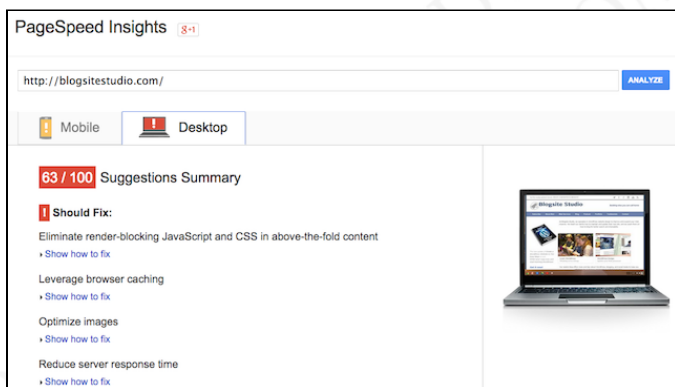 PageSpeed Insights g+1
http://blogsitestudio.com/ ANALYZE
Mobile Desktop
63 / 100 Suggestions Summary
! Should Fix:
Eliminate render-blocking JavaScript and CSS in above-the-fold content
Show how to fix
Leverage browser caching
Show how to fix
Optimize images
Show how to fix
Reduce server response time
Show how to fix
Blogsite Studio